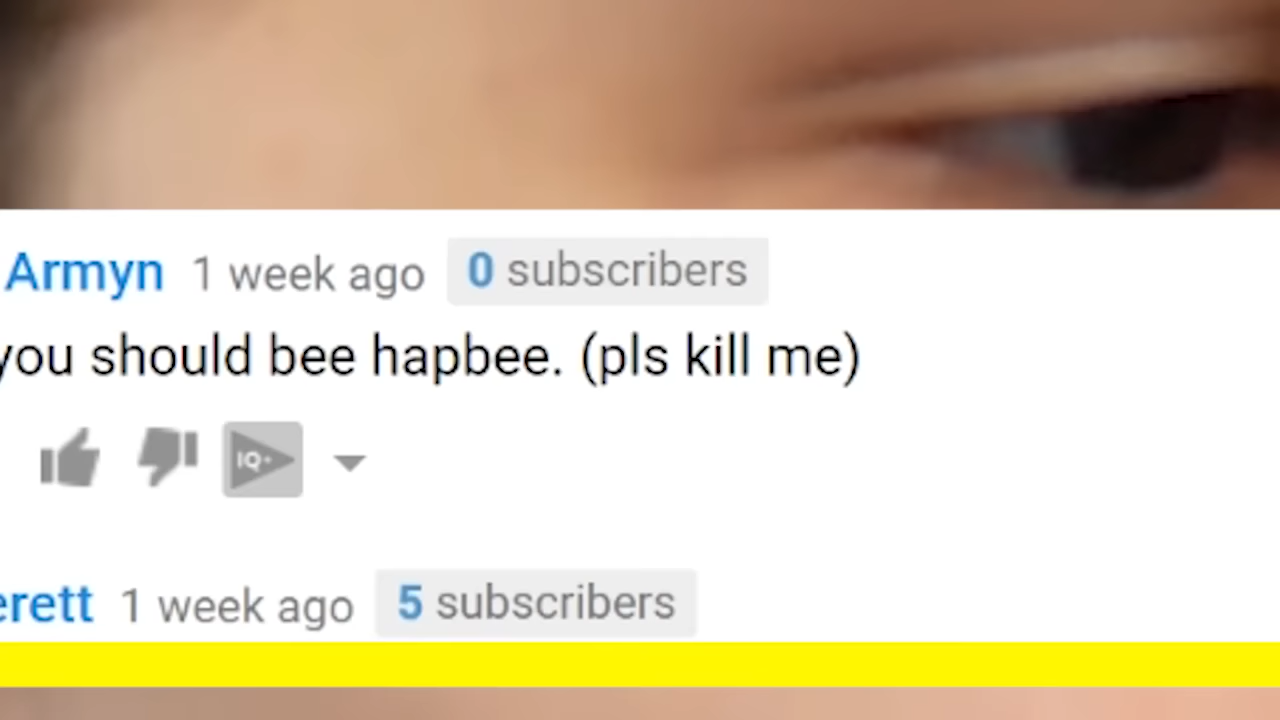 Armyn 1 week ago 0 subscribers
you should bee hapbee. (pls kill me)
IQ+
erett 1 week ago 5 subscribers